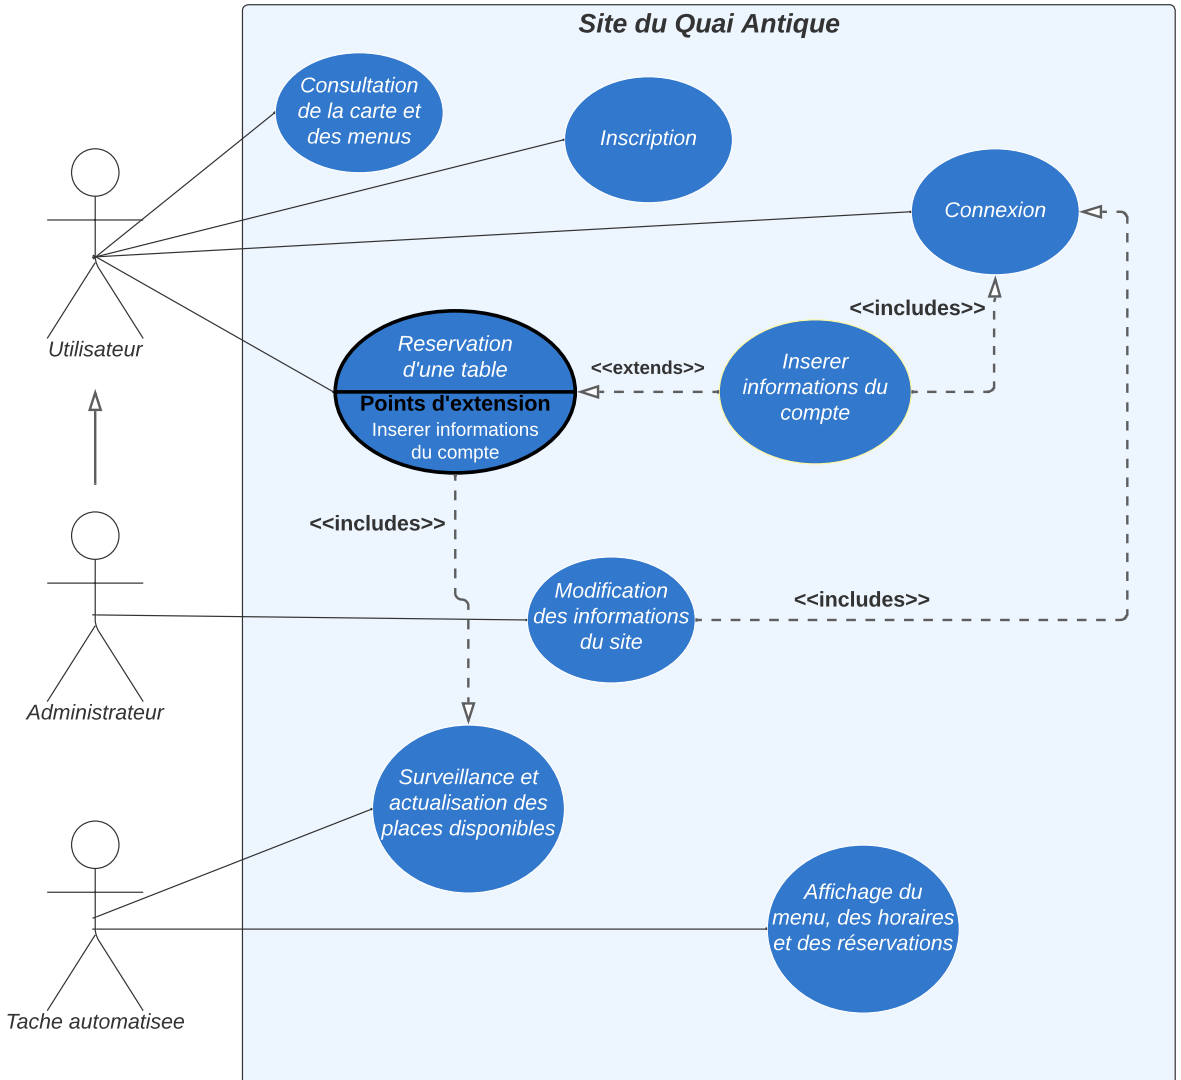 Site du Quai Antique
Consultation
de la carte et
des menus
Inscription
Connexion
Utilisateur
<<includes>>
Reservation
d'une table
Points d'extension
Inserer informations
du compte
<<extends>>
Inserer
informations du
compte
<<includes>>
Modification
des informations
du site
<<includes>>
Administrateur
Surveillance et
actualisation des
places disponibles
Affichage du
menu, des horaires
et des réservations
Tache automatisee